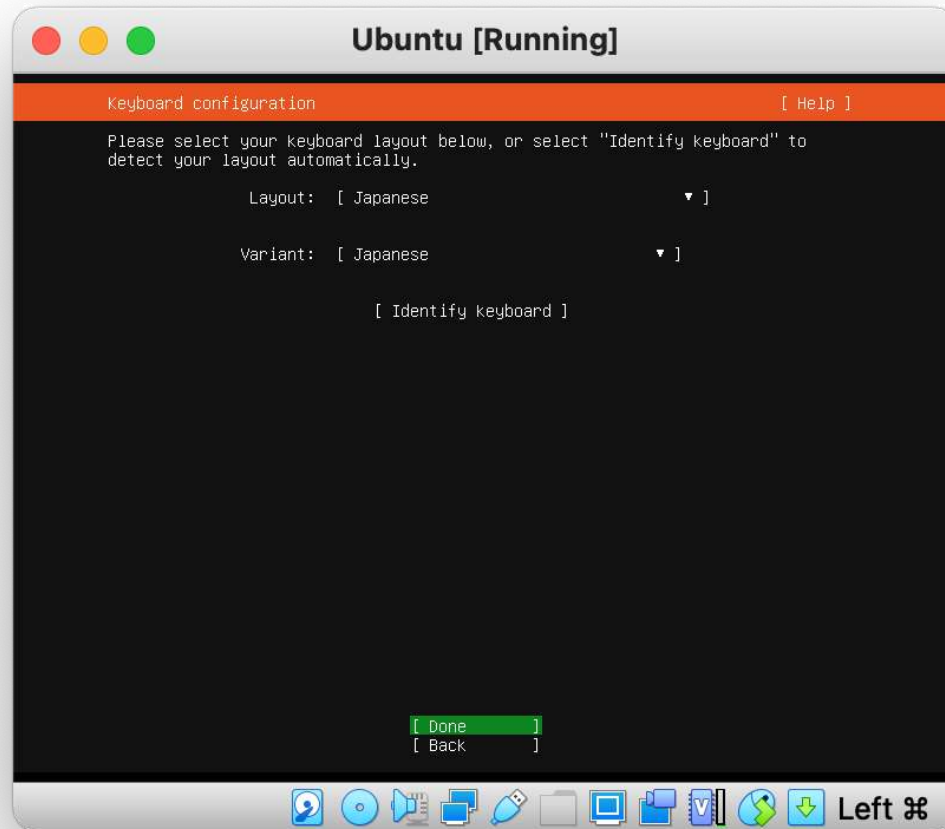 Ubuntu [Running]
Keyboard configuration [ Help ]
Please select your keyboard layout below, or select "Identify keyboard" to
detect your layout automatically.
Layout: [ Japanese ▾ ]
Variant: [ Japanese ▾ ]
[ Identify keyboard ]
[ Done ]
[ Back ]
V
Left ⌘